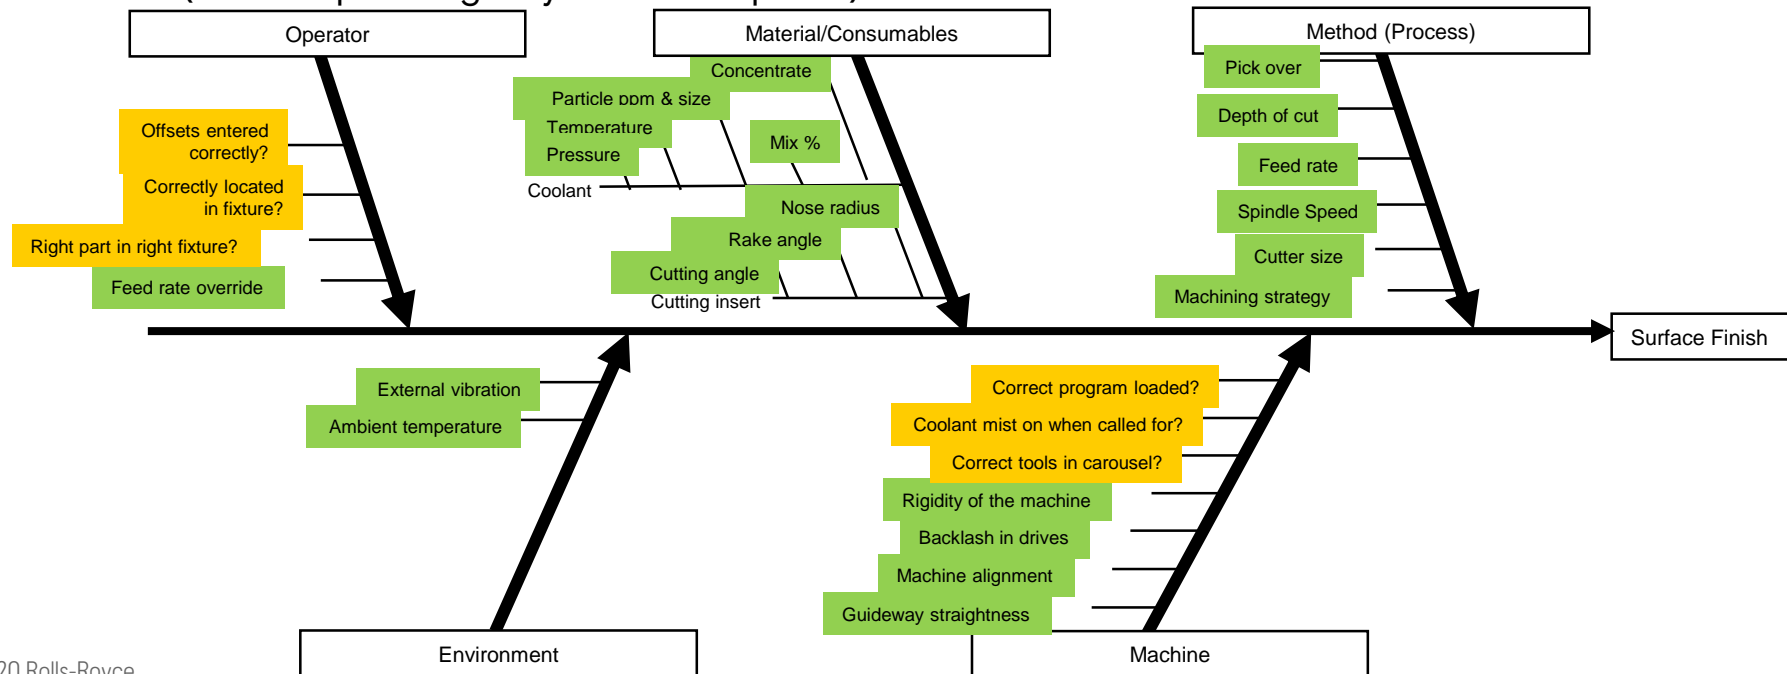 Operator
Material/Consumables
Method (Process)
Concentrate
Particle ppm & size
Temperature
Pressure
Mix %
Coolant
Nose radius
Rake angle
Cutting angle
Cutting insert
Offsets entered
correctly?
Correctly located
in fixture?
Right part in right fixture?
Feed rate override
Pick over
Depth of cut
Feed rate
Spindle Speed
Cutter size
Machining strategy
Surface Finish
External vibration
Ambient temperature
Correct program loaded?
Coolant mist on when called for?
Correct tools in carousel?
Rigidity of the machine
Backlash in drives
Machine alignment
Guideway straightness
Environment
Machine
20 Rolls-Royce